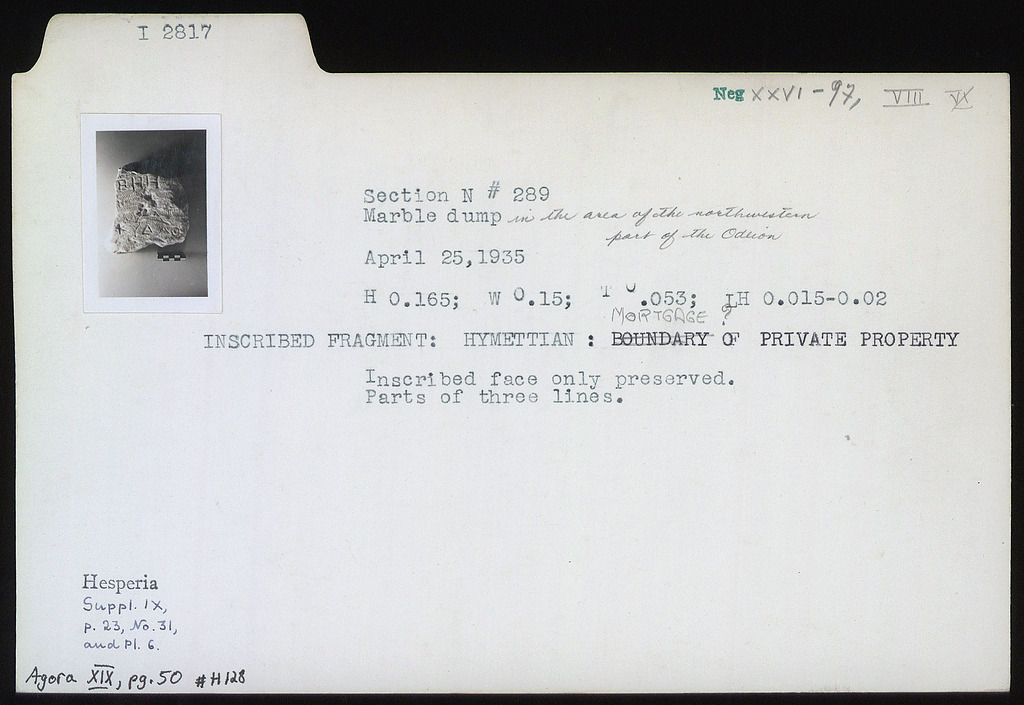 I 2817
Neg XXVI-97, VIII
Section N # 289
Marble dump in the area of the northwestern
part of the Odeion
April 25,1935
H 0.165; W 0.15; T 0.053; LH 0.015-0.02
MORTGAGE ?
INSCRIBED FRAGMENT: HYMETTIAN : BOUNDARY OF PRIVATE PROPERTY
Inscribed face only preserved.
Parts of three lines.
Hesperia
Suppl. IX,
p. 23, No. 31,
and Pl. 6.
Agora XIX, pg. 50 #H128